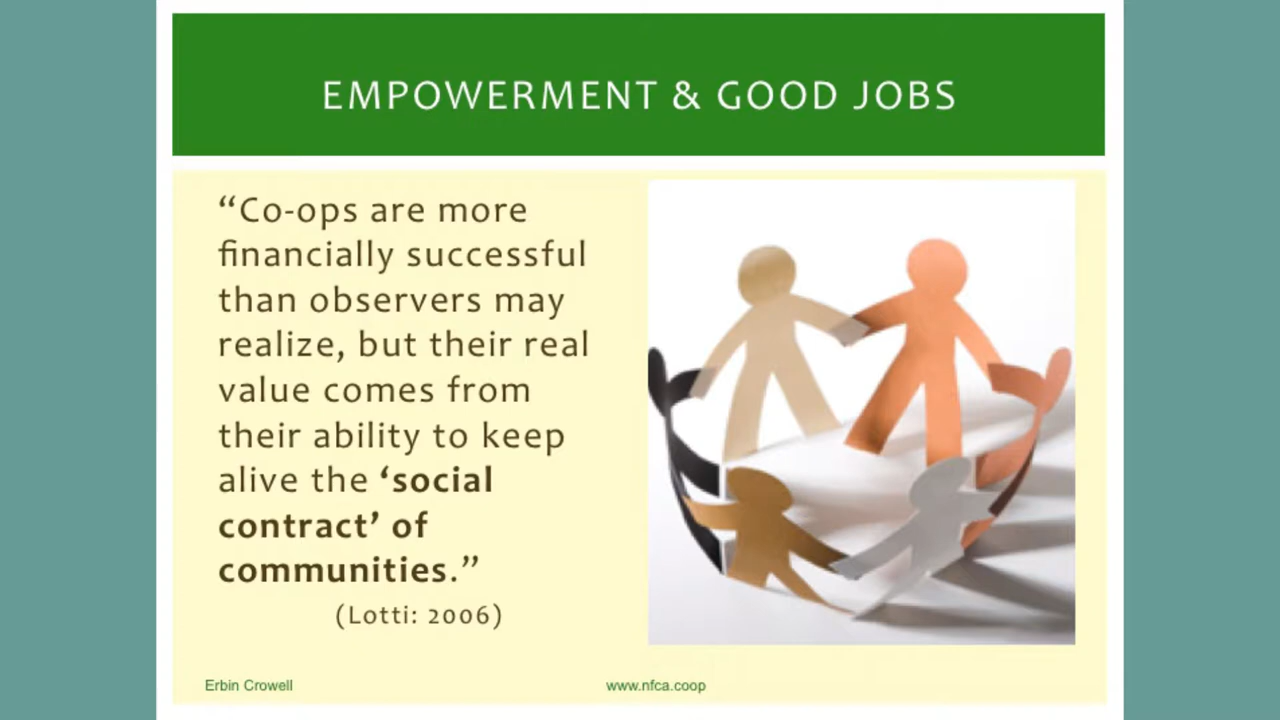 EMPOWERMENT & GOOD JOBS
“Co-ops are more
financially successful
than observers may
realize, but their real
value comes from
their ability to keep
alive the ‘social
contract’ of
communities.”
(Lotti: 2006)
Erbin Crowell
www.nfca.coop